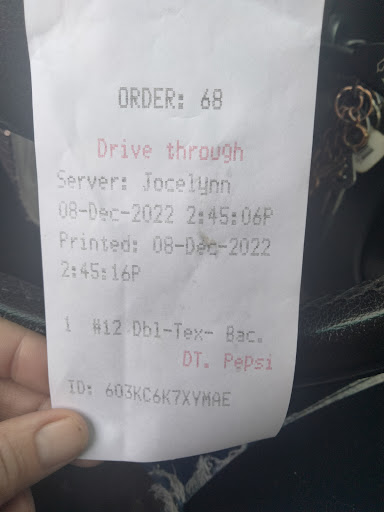 ORDER: 68
Drive through
Server: Jocelynn
08-Dec-2022 2:45:06P
Printed: 08-Dec-2022
2:45:16P
1 #12 Dbl-Tex- Bac.
DT. Pepsi
ID: 603KC6K7XYMAE